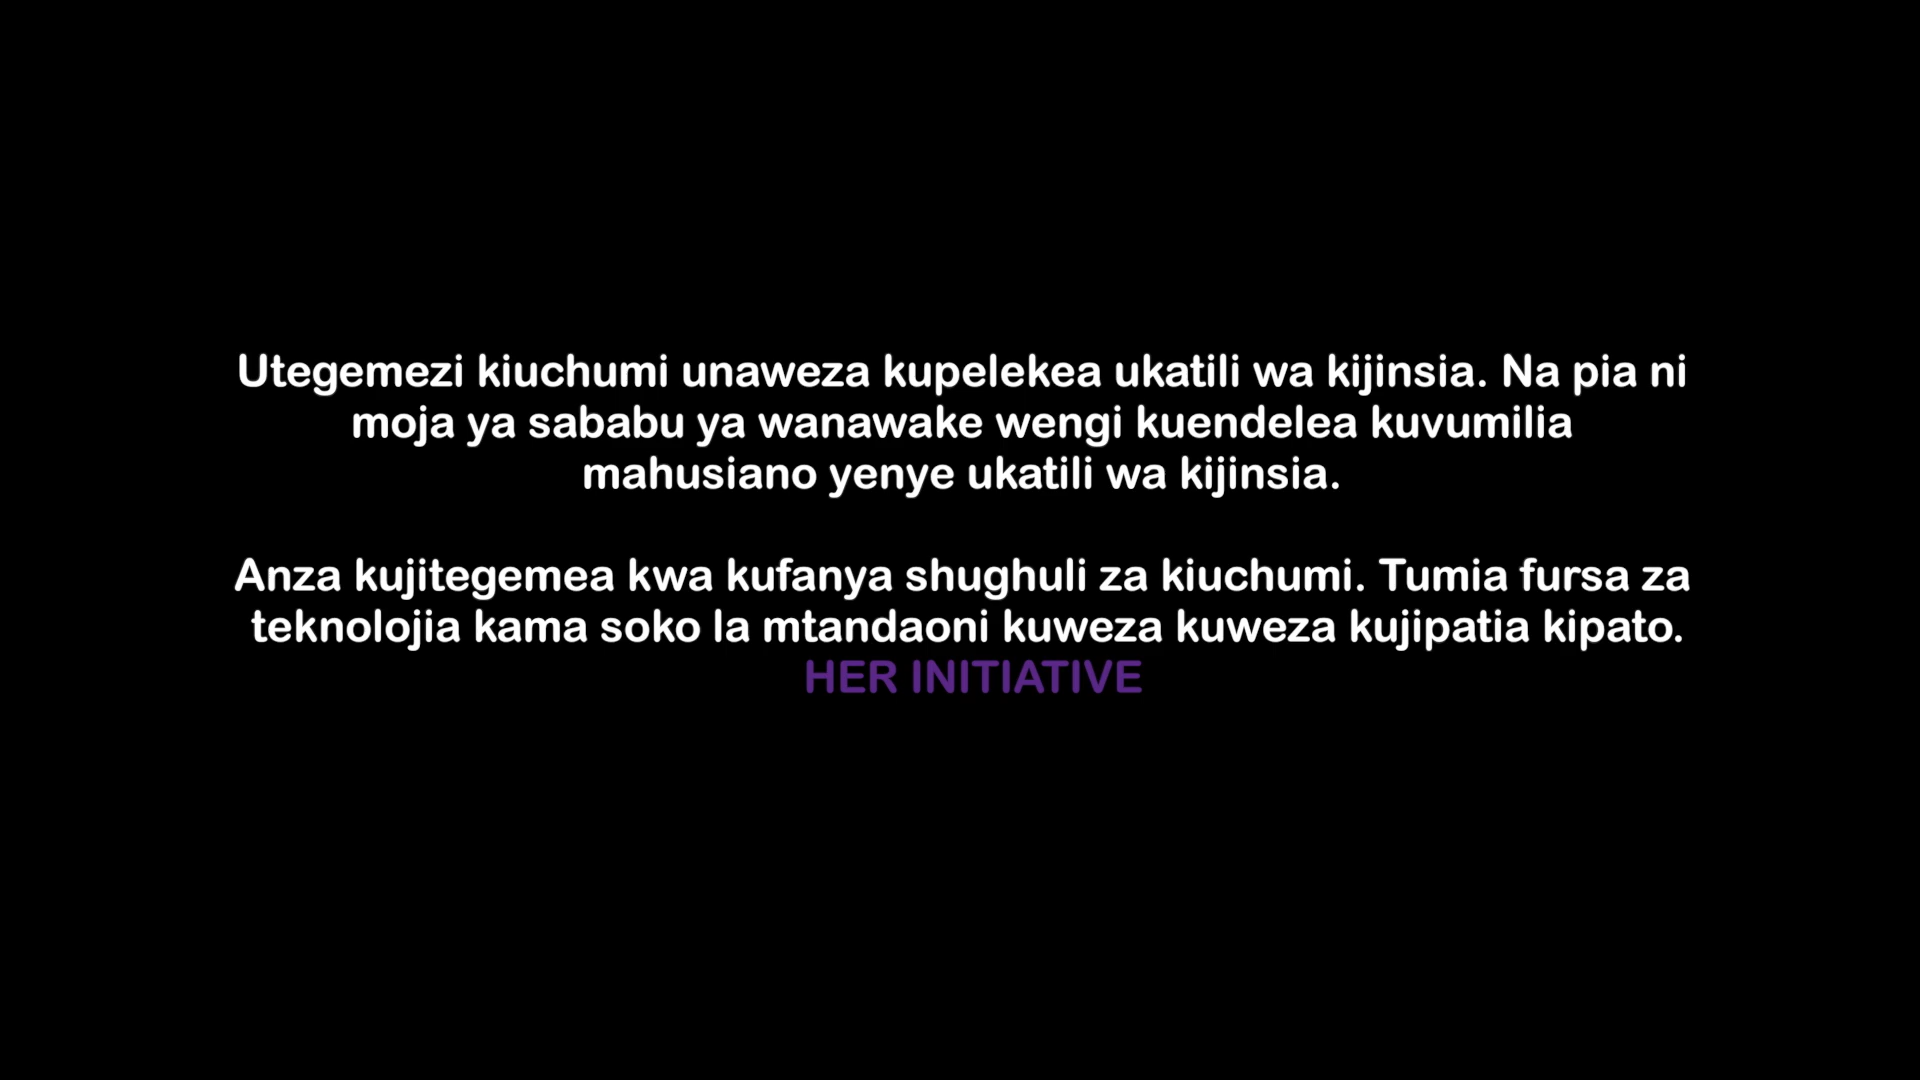 Utegemezi kiuchumi unaweza kupelekea ukatili wa kijinsia. Na pia ni
moja ya sababu ya wanawake wengi kuendelea kuvumilia
mahusiano yenye ukatili wa kijinsia.
Anza kujitegemea kwa kufanya shughuli za kiuchumi. Tumia fursa za
teknolojia kama soko la mtandaoni kuweza kuweza kujipatia kipato.
HER INITIATIVE